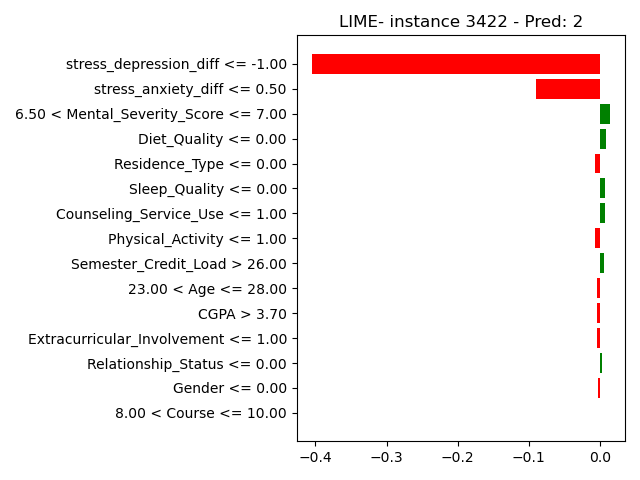 LIME- instance 3422 - Pred: 2
stress_depression_diff <= -1.00
stress_anxiety_diff <= 0.50
6.50 < Mental_Severity_Score <= 7.00
Diet_Quality <= 0.00
Residence_Type <= 0.00
Sleep_Quality <= 0.00
Counseling_Service_Use <= 1.00
Physical_Activity <= 1.00
Semester_Credit_Load > 26.00
23.00 < Age <= 28.00
CGPA > 3.70
Extracurricular_Involvement <= 1.00
Relationship_Status <= 0.00
Gender <= 0.00
8.00 < Course <= 10.00
−0.4 −0.3 −0.2 −0.1 0.0